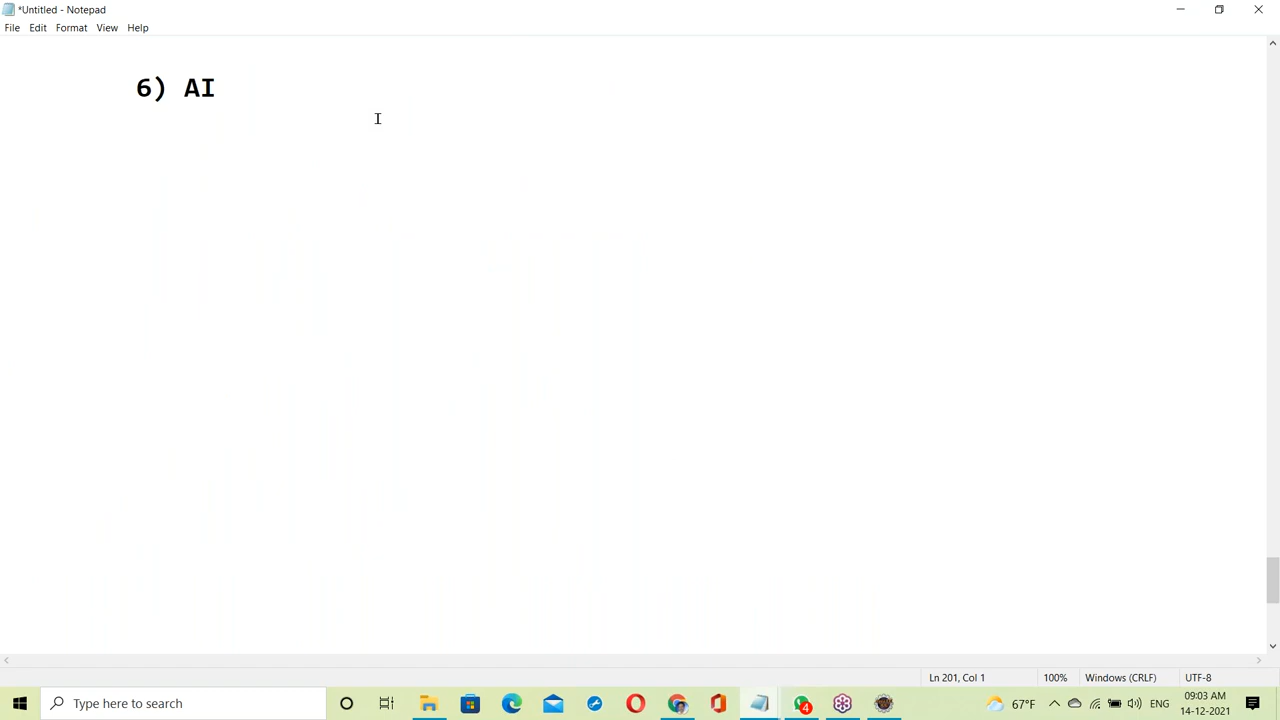 *Untitled - Notepad
File Edit Format View Help
6) AI
Ln 201, Col 1 100% Windows (CRLF) UTF-8
Type here to search
4
67°F
ENG
09:03 AM
14-12-2021